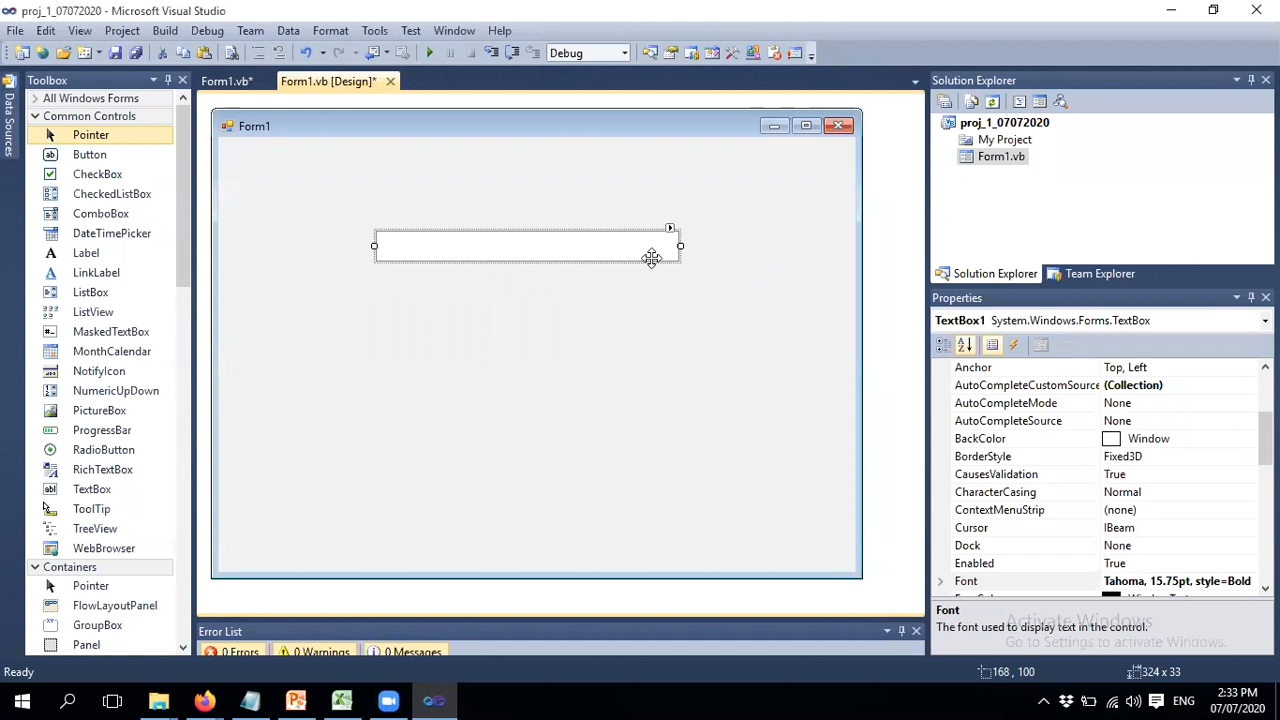 proj_1_07072020 - Microsoft Visual Studio
File Edit View Project Build Debug Team Data Format Tools Test Window Help
Debug
Toolbox
Form1.vb* Form1.vb [Design]*
Data Sources
All Windows Forms
Common Controls
Pointer
Button
CheckBox
CheckedListBox
ComboBox
DateTimePicker
Label
LinkLabel
ListBox
ListView
MaskedTextBox
MonthCalendar
NotifyIcon
NumericUpDown
PictureBox
ProgressBar
RadioButton
RichTextBox
TextBox
ToolTip
TreeView
WebBrowser
Containers
Pointer
FlowLayoutPanel
GroupBox
Panel
Form1
Error List
0 Errors 0 Warnings 0 Messages
Solution Explorer
proj_1_07072020
My Project
Form1.vb
Solution Explorer Team Explorer
Properties
TextBox1 System.Windows.Forms.TextBox
Anchor Top, Left
AutoCompleteCustomSource (Collection)
AutoCompleteMode None
AutoCompleteSource None
BackColor Window
BorderStyle Fixed3D
CausesValidation True
CharacterCasing Normal
ContextMenuStrip (none)
Cursor IBeam
Dock None
Enabled True
Font Tahoma, 15.75pt, style=Bold
Font
The font used to display text in the control.
Activate Windows
Go to Settings to activate Windows.
Ready 168 , 100 324 x 33
ENG
2:33 PM
07/07/2020